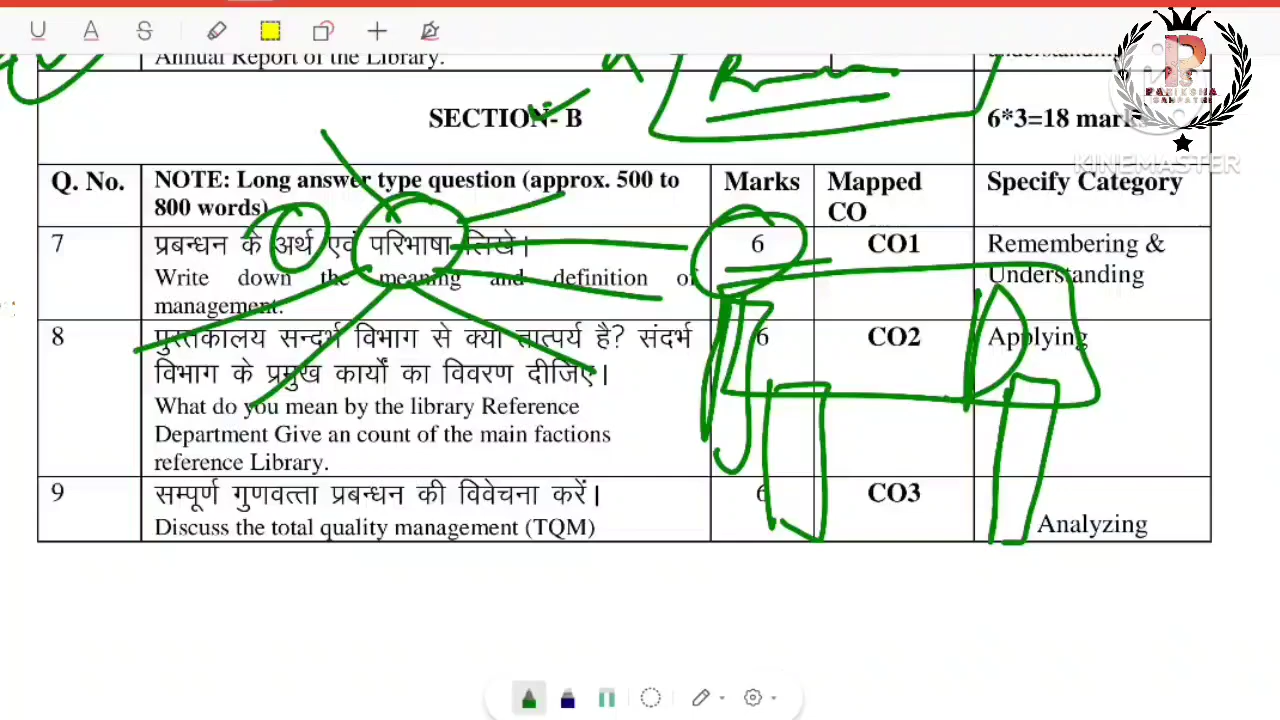 Annual Report of the Library.
SECTION- B
6*3=18 marks
PARIKSHA
KINEMASTER
Q. No.
NOTE: Long answer type question (approx. 500 to
800 words)
Marks
Mapped
CO
Specify Category
7
प्रबन्धन के अर्थ एवं परिभाषा लिखे।
Write down the meaning and definition of
management.
6
CO1
Remembering &
Understanding
8
पुस्तकालय सन्दर्भ विभाग से क्या तात्पर्य है? संदर्भ
विभाग के प्रमुख कार्यों का विवरण दीजिए।
What do you mean by the library Reference
Department Give an count of the main factions
reference Library.
6
CO2
Applying
9
सम्पूर्ण गुणवत्ता प्रबन्धन की विवेचना करें।
Discuss the total quality management (TQM)
6
CO3
Analyzing